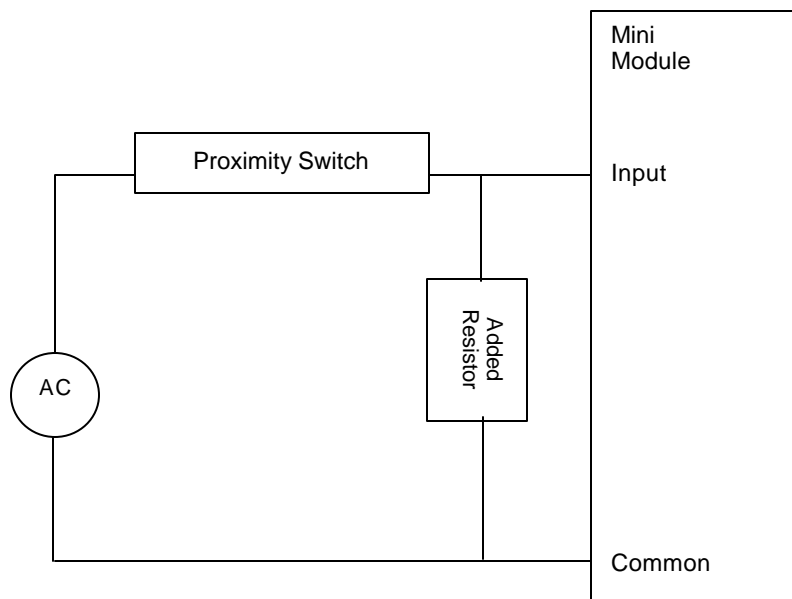 Mini
Module
Proximity Switch
Input
Added
Resistor
AC
Common